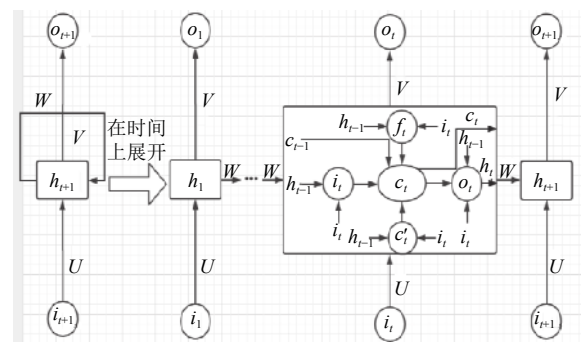 o_{t+1} o_1 o_t o_{t+1}
W V V V V
在时间
上展开
h_{t-1} f_t i_t c_t
c_{t-1} h_{t-1}
h_{t+1} h_1 W ··· W h_{t-1} i_t c_t o_t h_t W h_{t+1}
i_t h_{t-1} c'_t i_t i_t
U U U U
i_{t+1} i_1 i_t i_{t+1}